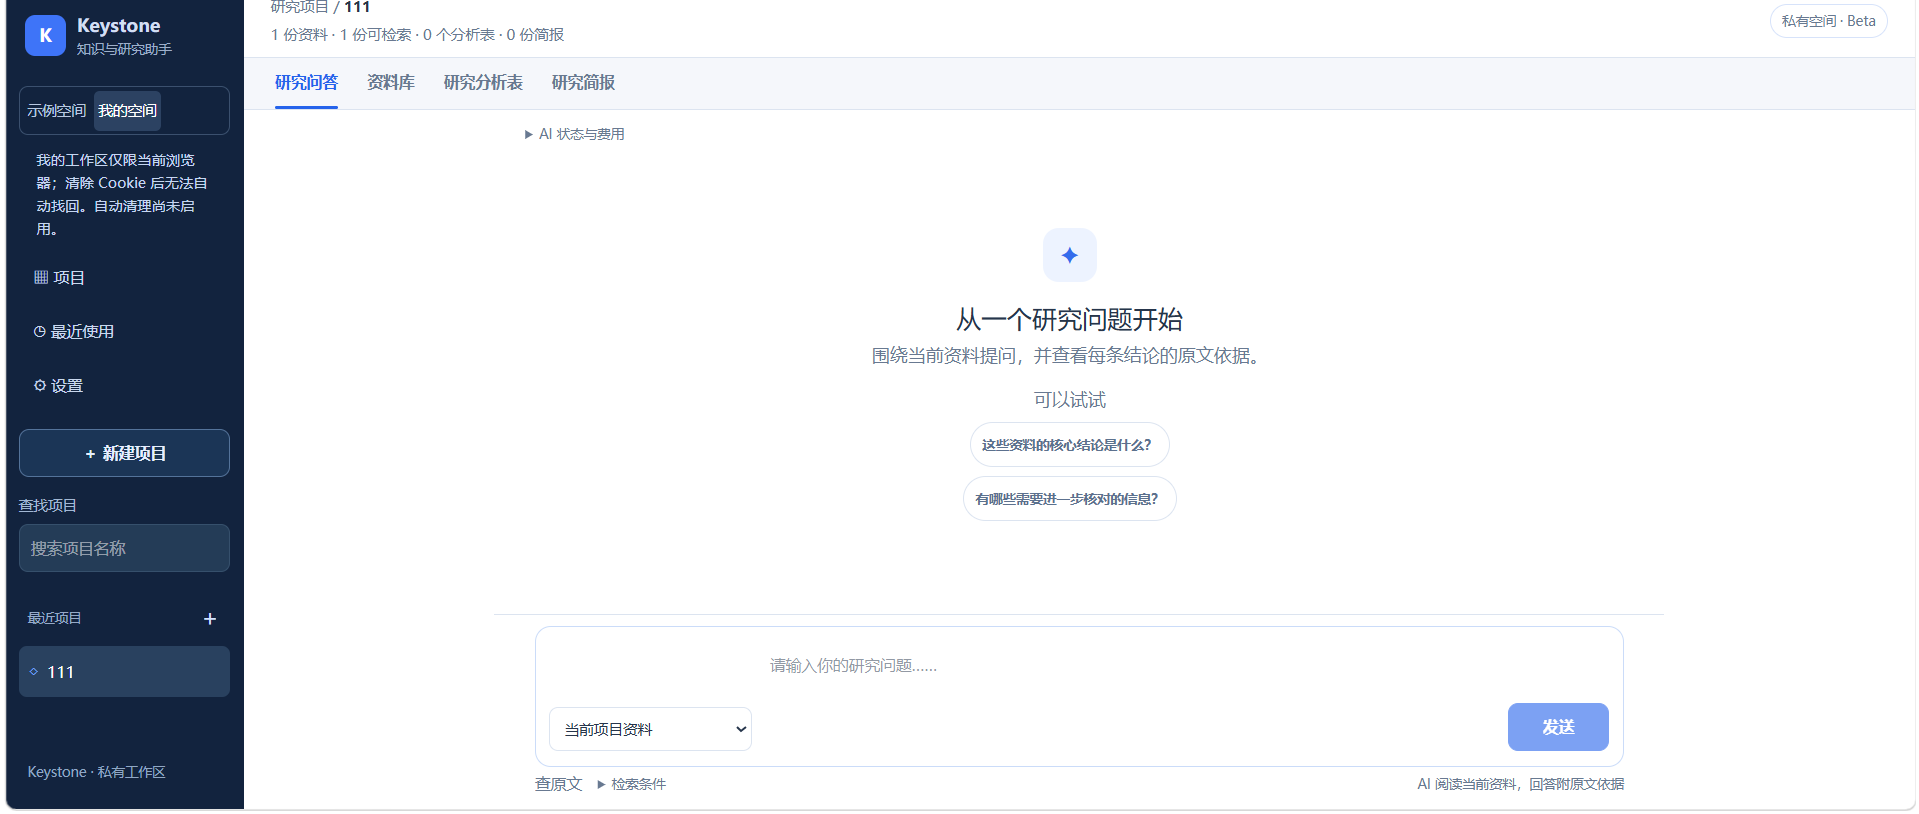 K
Keystone
知识与研究助手
示例空间 我的空间
我的工作区仅限当前浏览
器；清除 Cookie 后无法自
动找回。自动清理尚未启
用。
项目
最近使用
设置
+ 新建项目
查找项目
搜索项目名称
最近项目 +
111
Keystone · 私有工作区
研究项目 / 111
1 份资料 · 1 份可检索 · 0 个分析表 · 0 份简报
私有空间 · Beta
研究问答 资料库 研究分析表 研究简报
AI 状态与费用
从一个研究问题开始
围绕当前资料提问，并查看每条结论的原文依据。
可以试试
这些资料的核心结论是什么？
有哪些需要进一步核对的信息？
请输入你的研究问题……
当前项目资料
发送
查原文 检索条件
AI 阅读当前资料，回答附原文依据